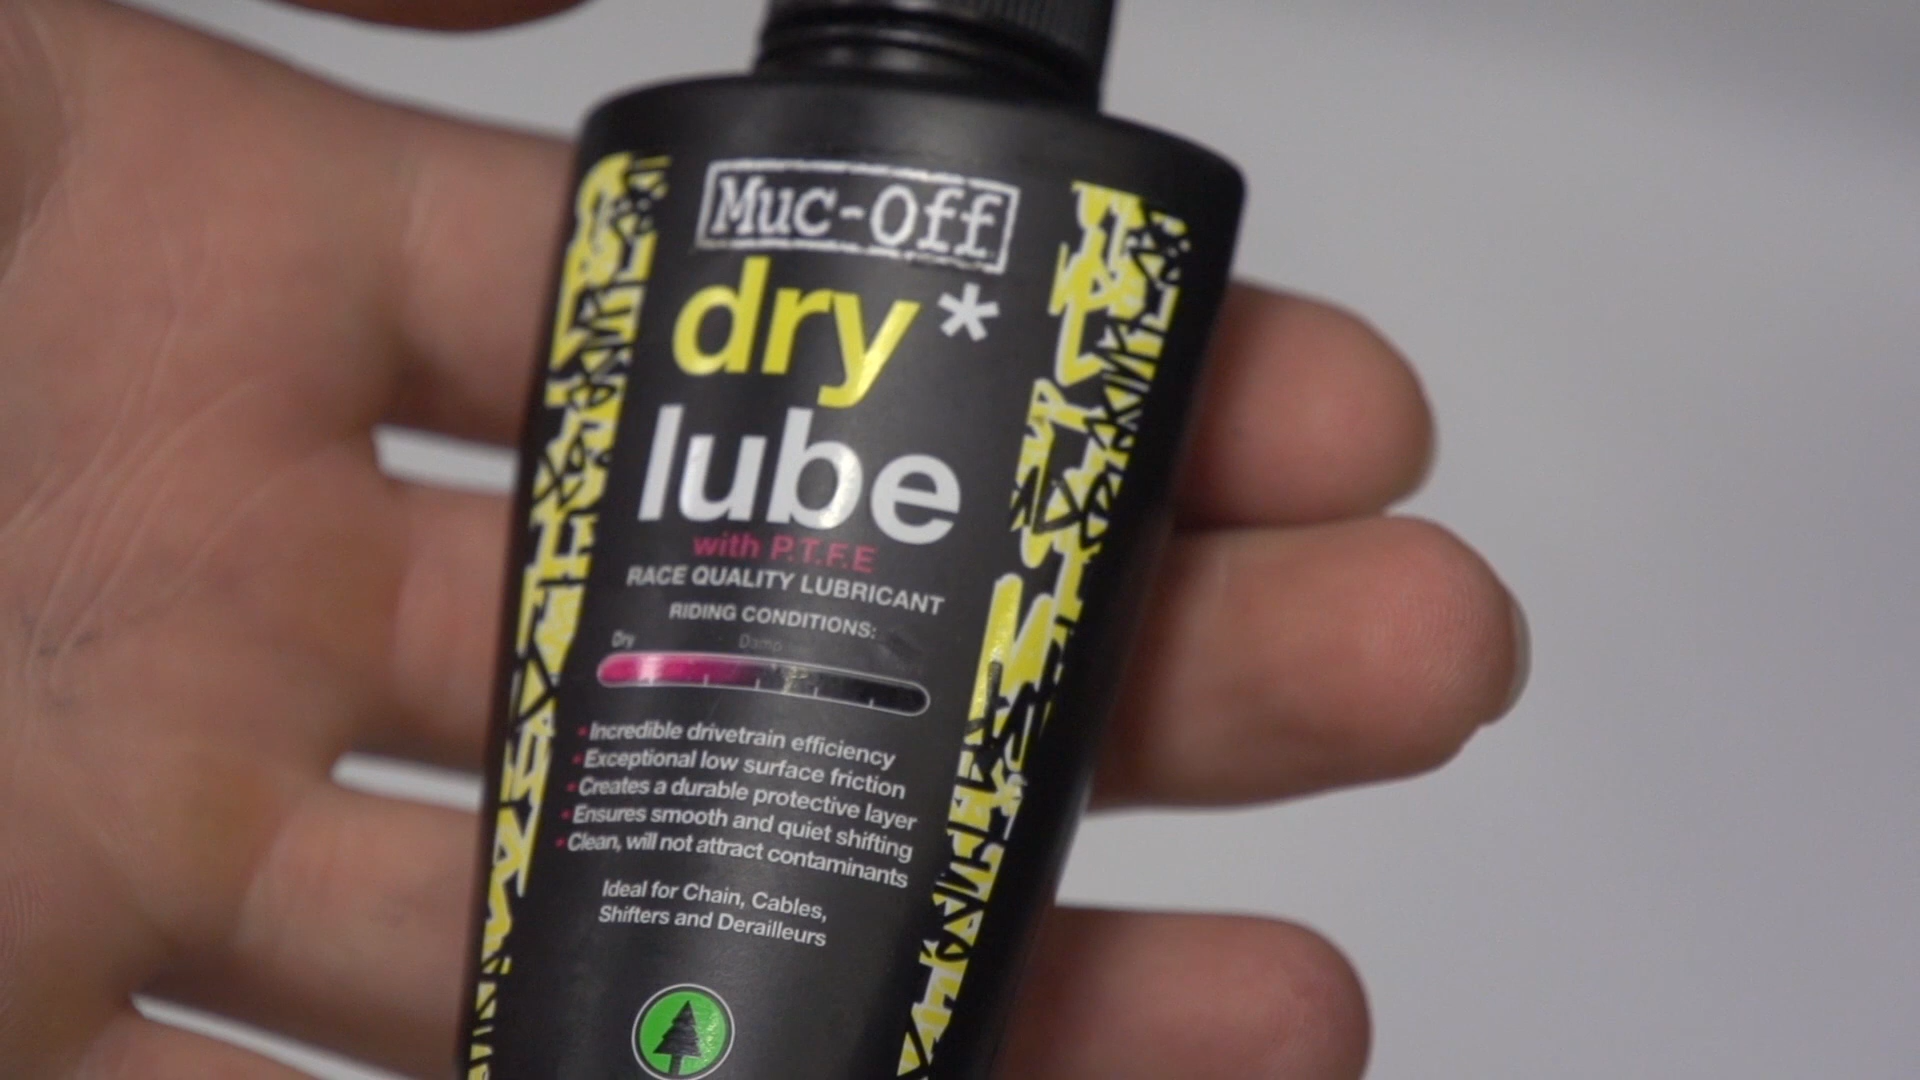 Muc-Off
dry*
lube
with P.T.F.E
RACE QUALITY LUBRICANT
RIDING CONDITIONS:
Dry Damp
• Incredible drivetrain efficiency
• Exceptional low surface friction
• Creates a durable protective layer
• Ensures smooth and quiet shifting
• Clean, will not attract contaminants
Ideal for Chain, Cables,
Shifters and Derailleurs